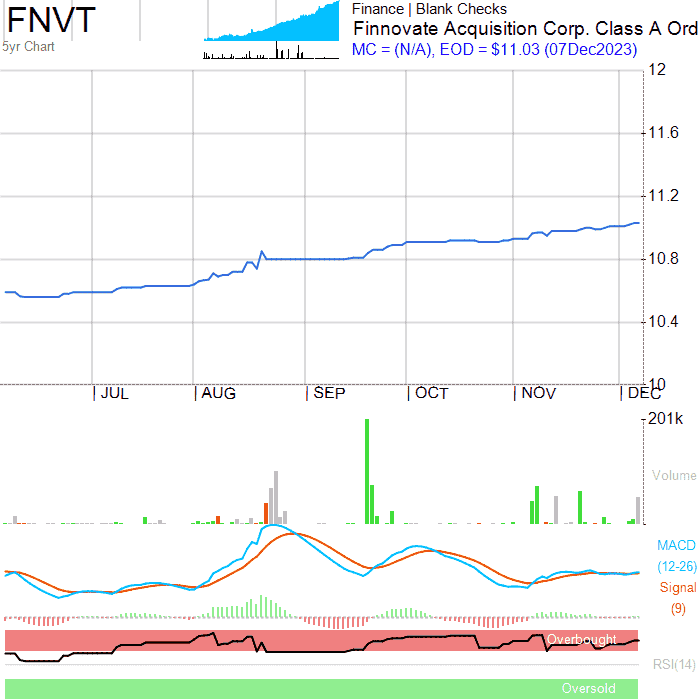 FNVT
5yr Chart
Finance | Blank Checks
Finnovate Acquisition Corp. Class A Ord
MC = (N/A), EOD = $11.03 (07Dec2023)
12
11.6
11.2
10.8
10.4
10
JUL AUG SEP OCT NOV DEC
201k
Volume
MACD
(12-26)
Signal
(9)
Overbought
RSI(14)
Oversold